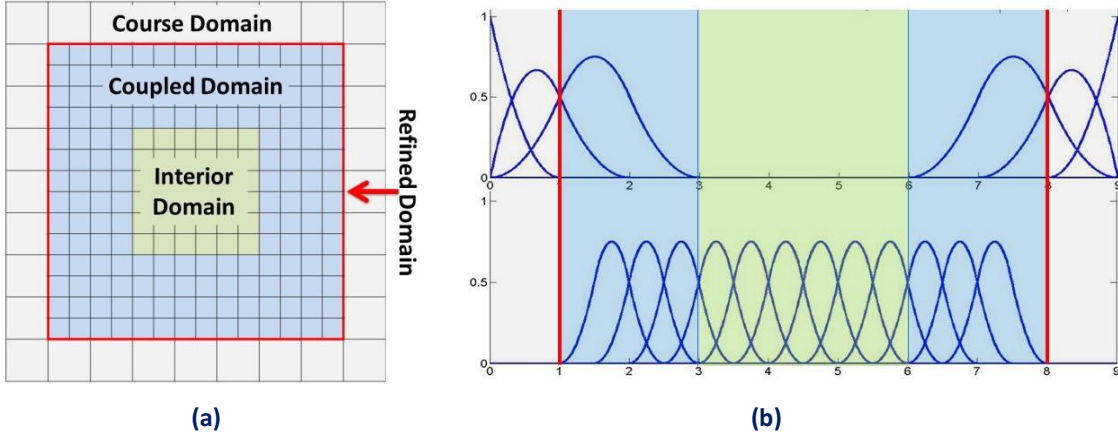 Course Domain
Coupled Domain
Interior
Domain
Refined Domain
(a)
1
0.5
0
0 1 2 3 4 5 6 7 8 9
1
0.5
0
0 1 2 3 4 5 6 7 8 9
(b)